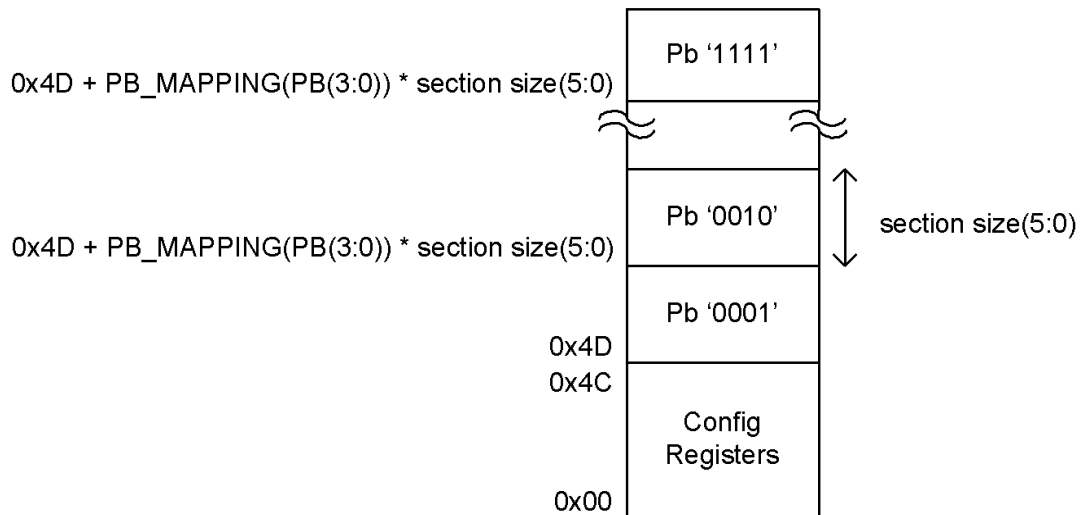 Pb ‘1111’
0x4D + PB_MAPPING(PB(3:0)) * section size(5:0)
Pb ‘0010’
section size(5:0)
0x4D + PB_MAPPING(PB(3:0)) * section size(5:0)
Pb ‘0001’
0x4D
0x4C
Config
Registers
0x00